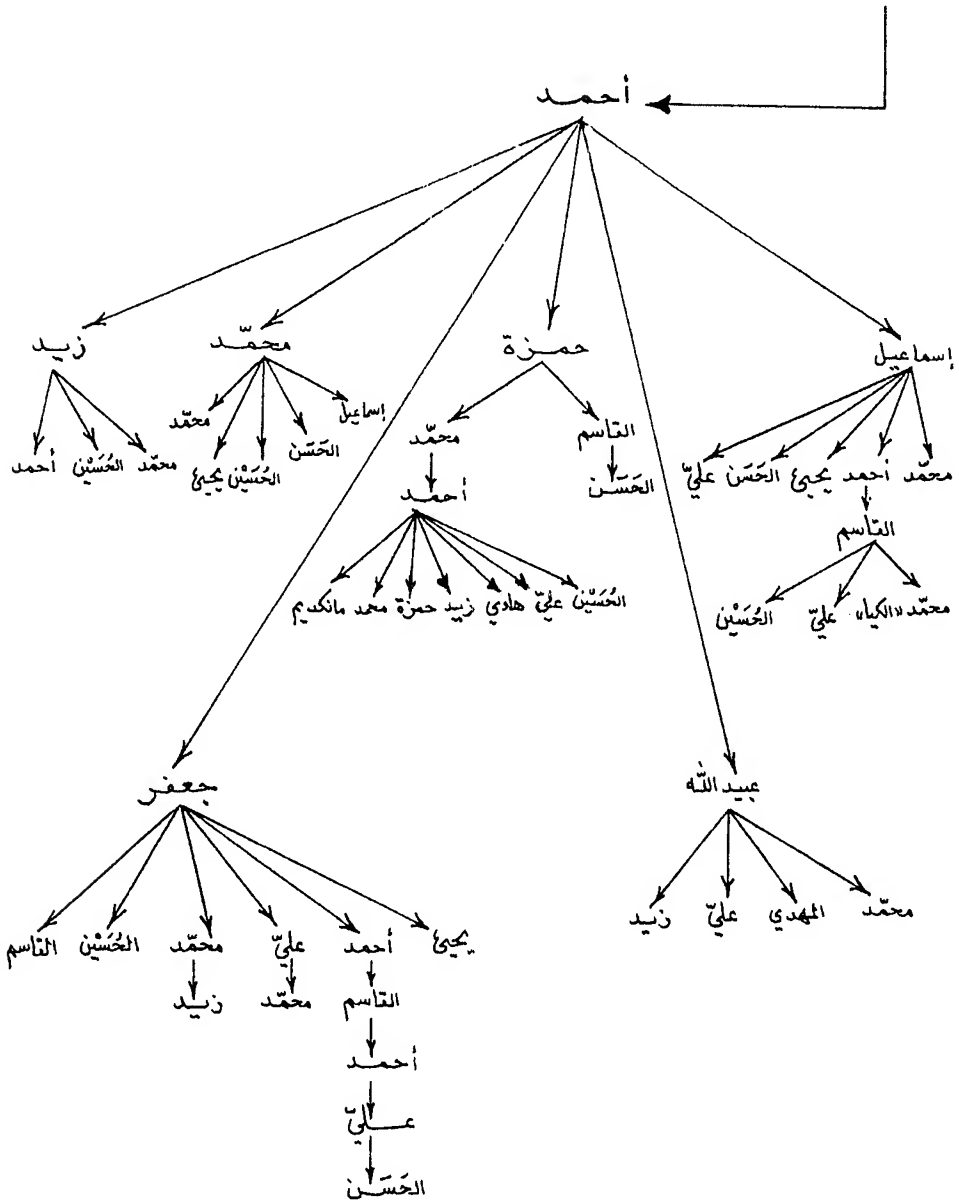 أحمد
إسماعيل حمزة محمّد زيد
إسماعيل محمّد
القاسم محمّد الحَسَن
محمّد أحمد يحيىٰ الحَسَن عليّ محمّد الحُسَيْن أحمد
الحُسَيْن يحيىٰ
الحَسَن أحمد
القاسم
محمّد «الكيا» عليّ الحُسَيْن
الحُسَيْن عليّ هادي زيد حمزة محمد مانكديم
عبيد الله جعفر
محمّد المهدي عليّ زيد
يحيىٰ أحمد عليّ محمّد الحُسَيْن القاسم
القاسم محمّد زيد
أحمد
عليّ
الحَسَن